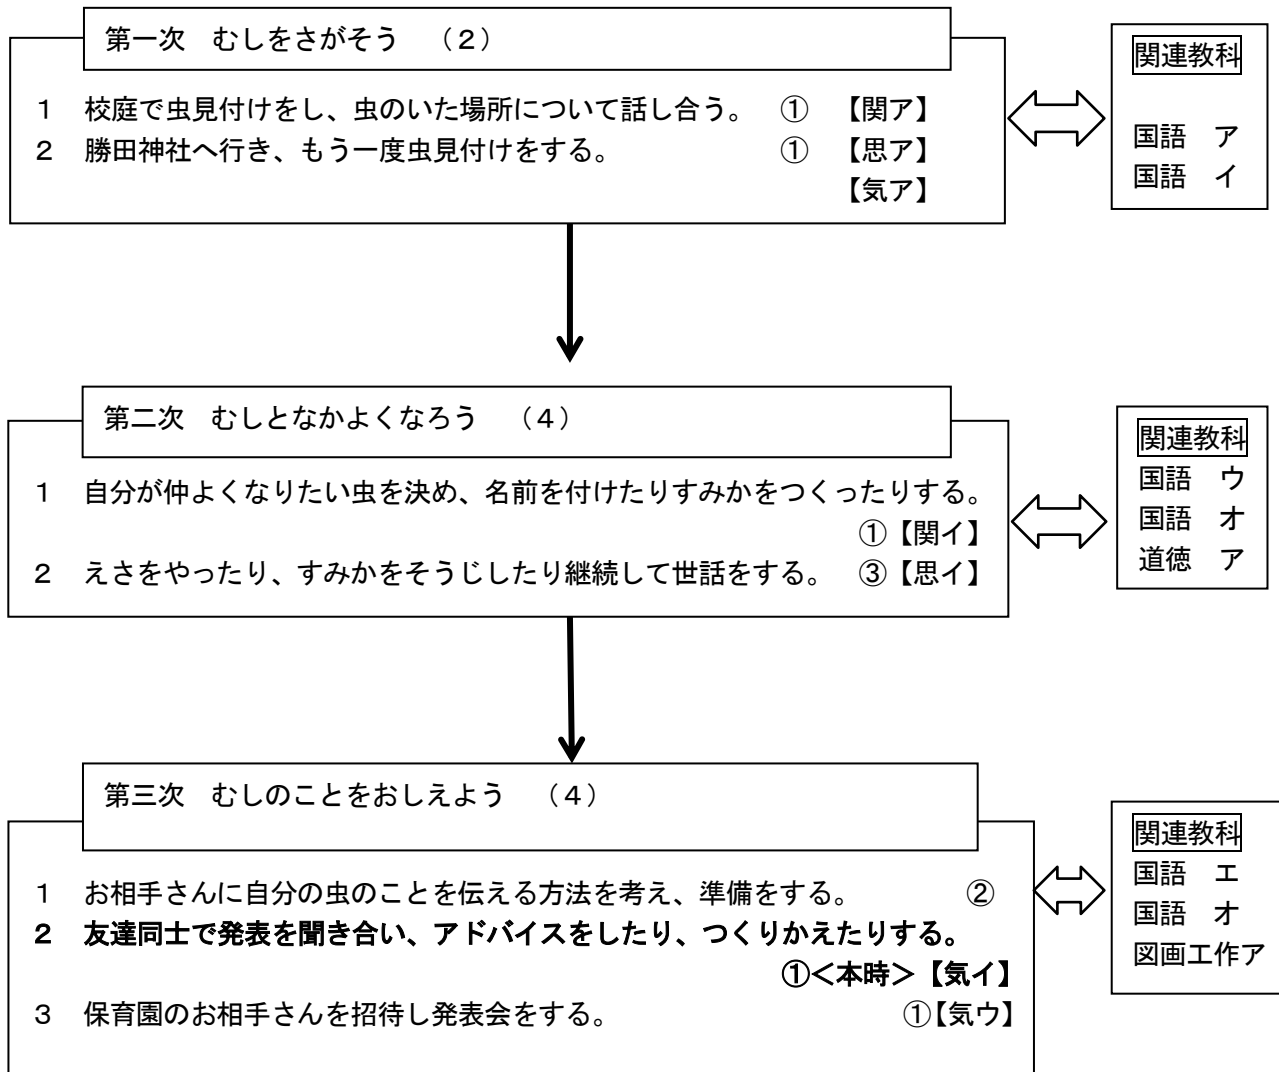 第一次　むしをさがそう　（２）
１　校庭で虫見付けをし、虫のいた場所について話し合う。　①　【関ア】
２　勝田神社へ行き、もう一度虫見付けをする。　①　【思ア】
【気ア】
関連教科
国語　ア
国語　イ
第二次　むしとなかよくなろう　（４）
１　自分が仲よくなりたい虫を決め、名前を付けたりすみかをつくったりする。
①【関イ】
２　えさをやったり、すみかをそうじしたり継続して世話をする。　③【思イ】
関連教科
国語　ウ
国語　オ
道徳　ア
第三次　むしのことをおしえよう　（４）
１　お相手さんに自分の虫のことを伝える方法を考え、準備をする。　②
２　友達同士で発表を聞き合い、アドバイスをしたり、つくりかえたりする。
①＜本時＞【気イ】
３　保育園のお相手さんを招待し発表会をする。　①【気ウ】
関連教科
国語　エ
国語　オ
図画工作ア